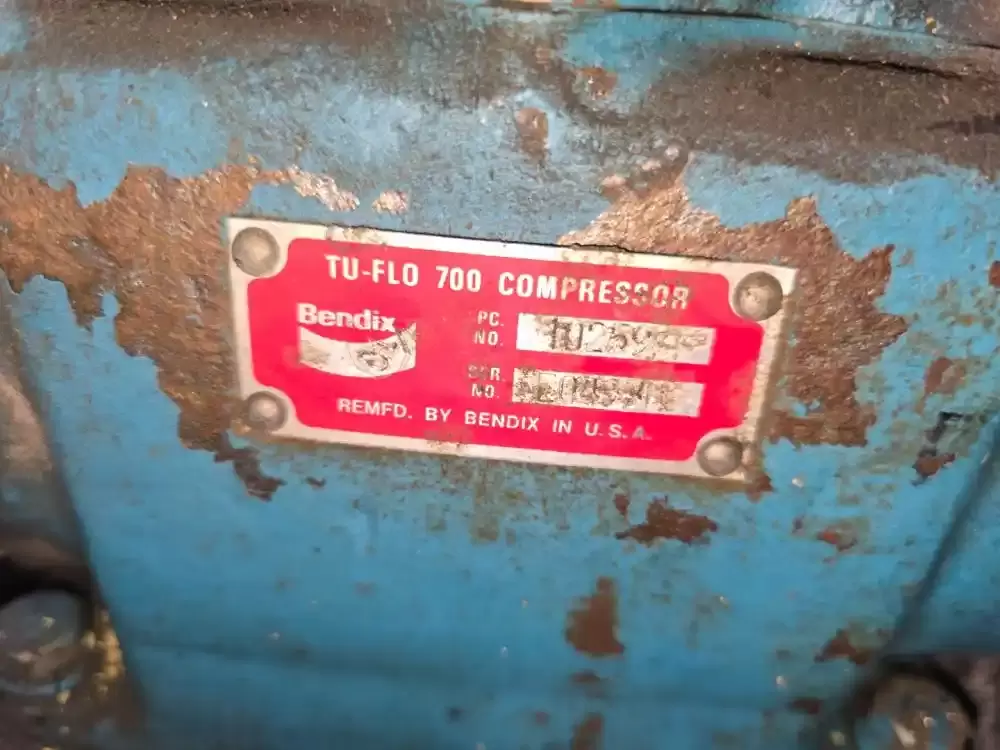 TU-FLO 700 COMPRESSOR
Bendix
PC.
NO.
SER.
NO.
REMFD. BY BENDIX IN U.S.A.